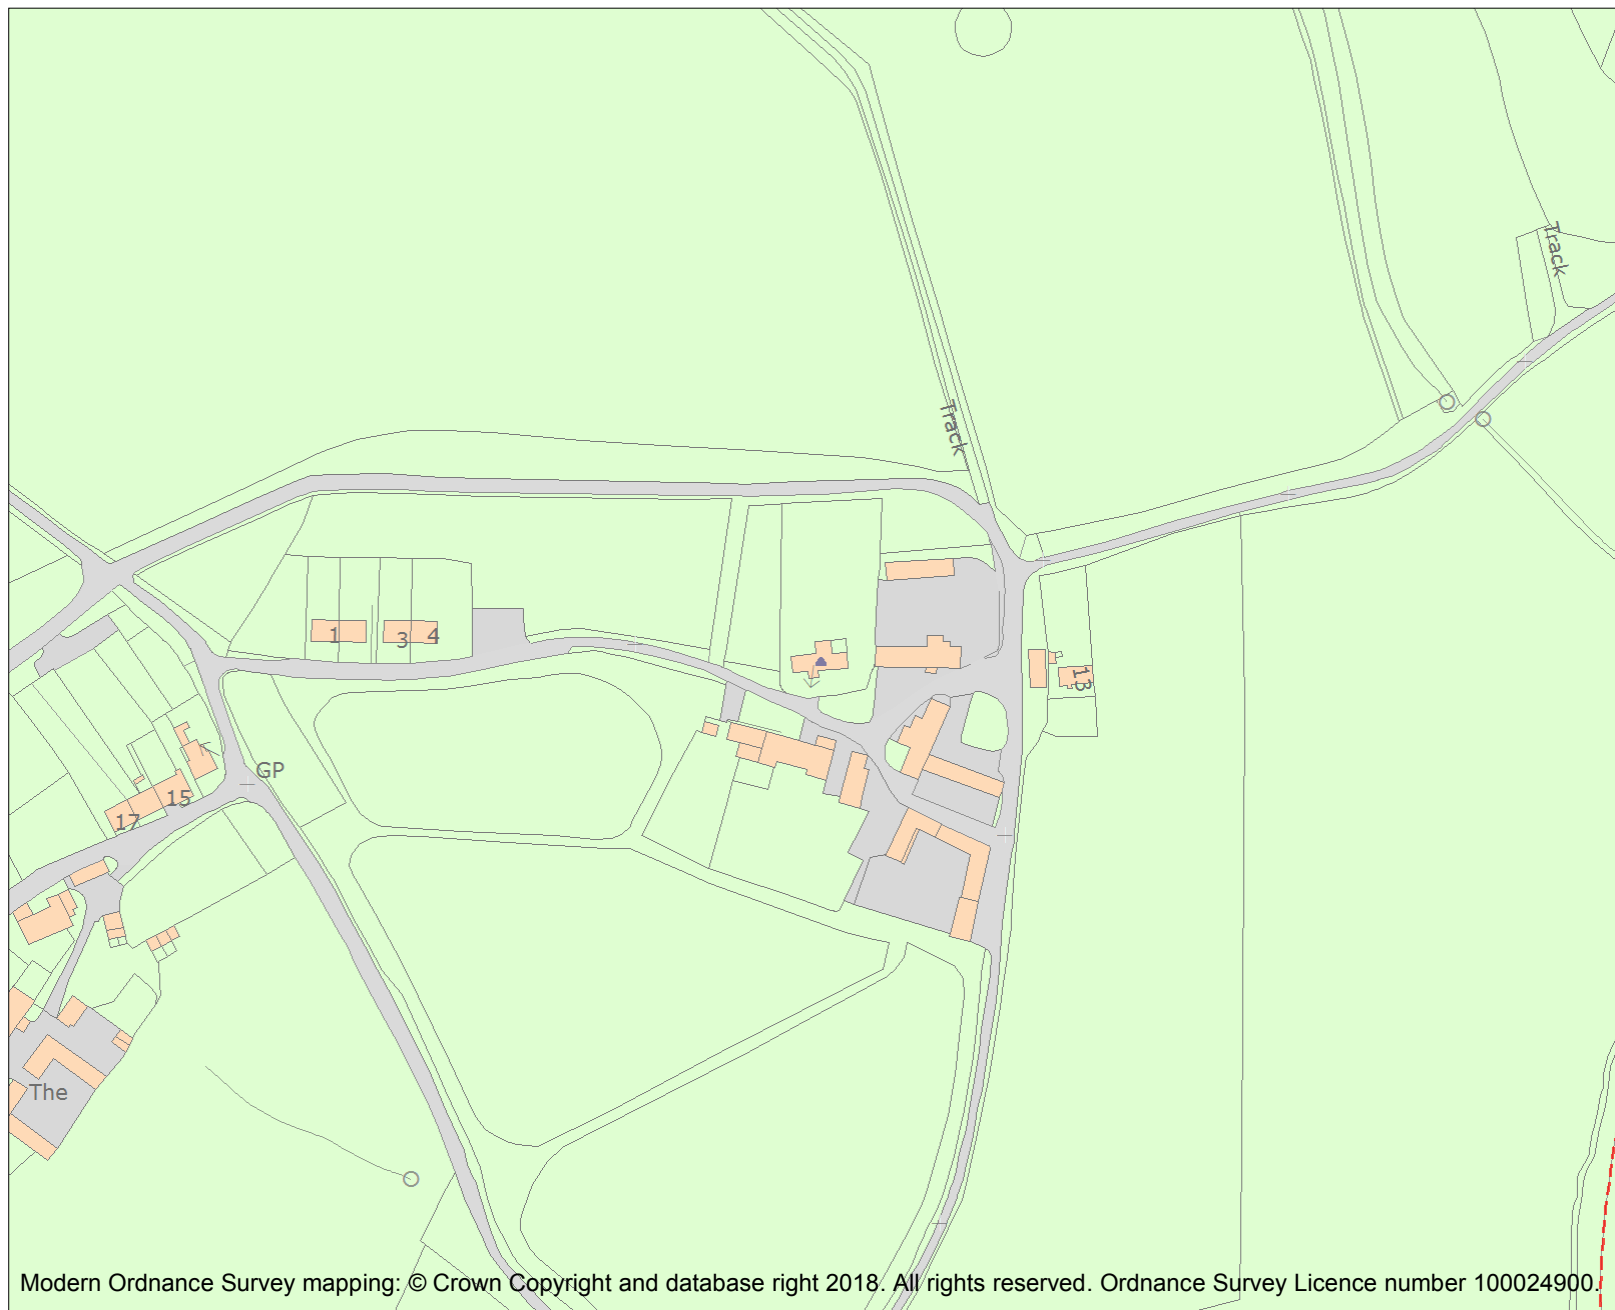 Track
Track
1
3
4
13
GP
15
17
The
Modern Ordnance Survey mapping: © Crown Copyright and database right 2018. All rights reserved. Ordnance Survey Licence number 100024900.